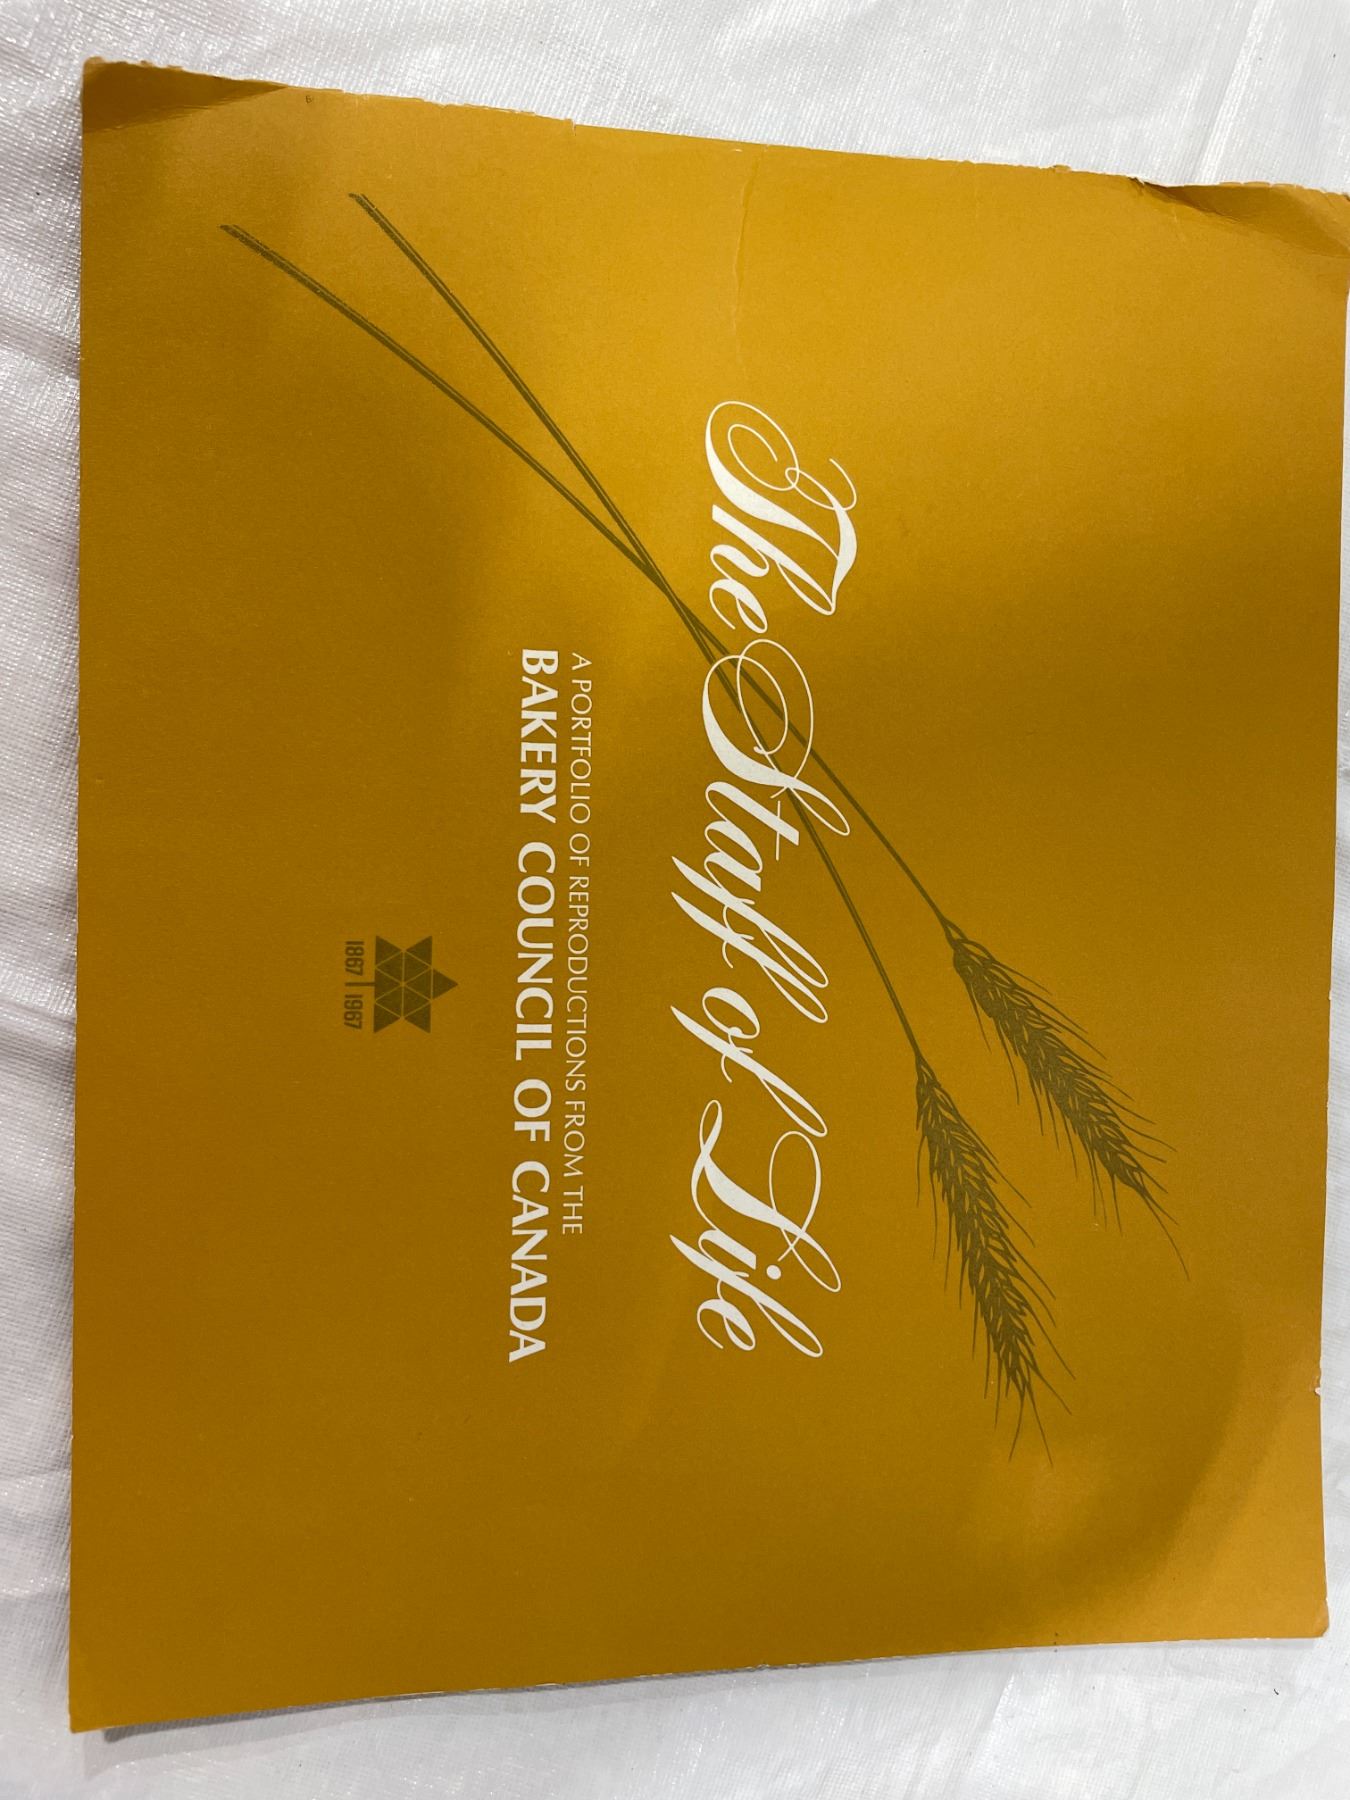 The Staff of Life
A PORTFOLIO OF REPRODUCTIONS FROM THE
BAKERY COUNCIL OF CANADA
1867 | 1967